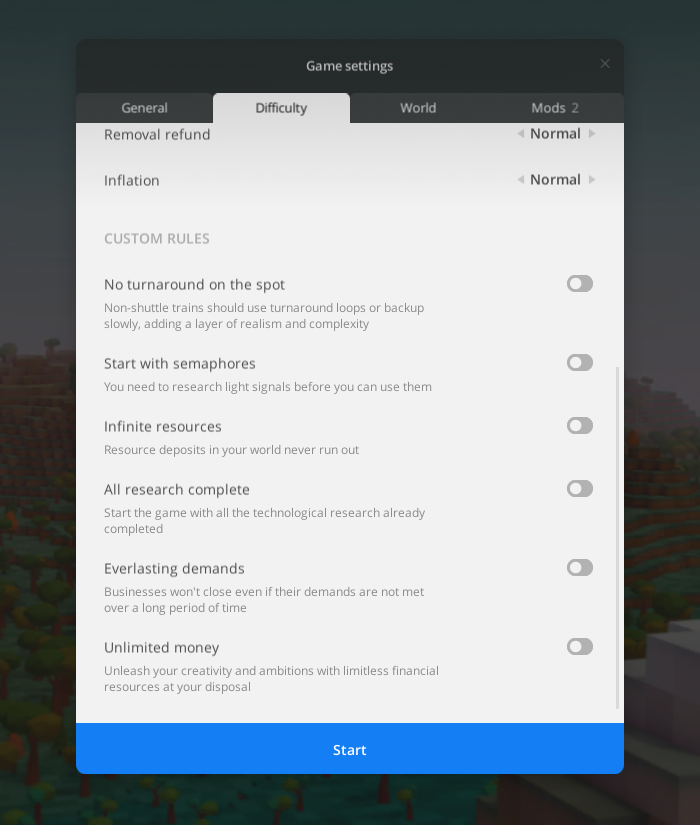 Game settings
General Difficulty World Mods 2
Removal refund Normal
Inflation Normal
CUSTOM RULES
No turnaround on the spot
Non-shuttle trains should use turnaround loops or backup
slowly, adding a layer of realism and complexity
Start with semaphores
You need to research light signals before you can use them
Infinite resources
Resource deposits in your world never run out
All research complete
Start the game with all the technological research already
completed
Everlasting demands
Businesses won't close even if their demands are not met
over a long period of time
Unlimited money
Unleash your creativity and ambitions with limitless financial
resources at your disposal
Start